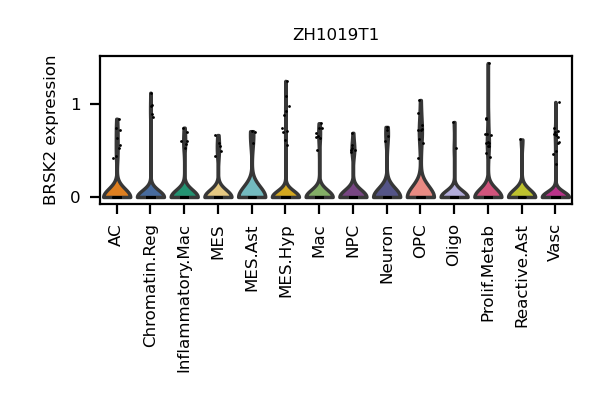 ZH1019T1
BRSK2 expression
1
0
AC
Chromatin.Reg
Inflammatory.Mac
MES
MES.Ast
MES.Hyp
Mac
NPC
Neuron
OPC
Oligo
Prolif.Metab
Reactive.Ast
Vasc